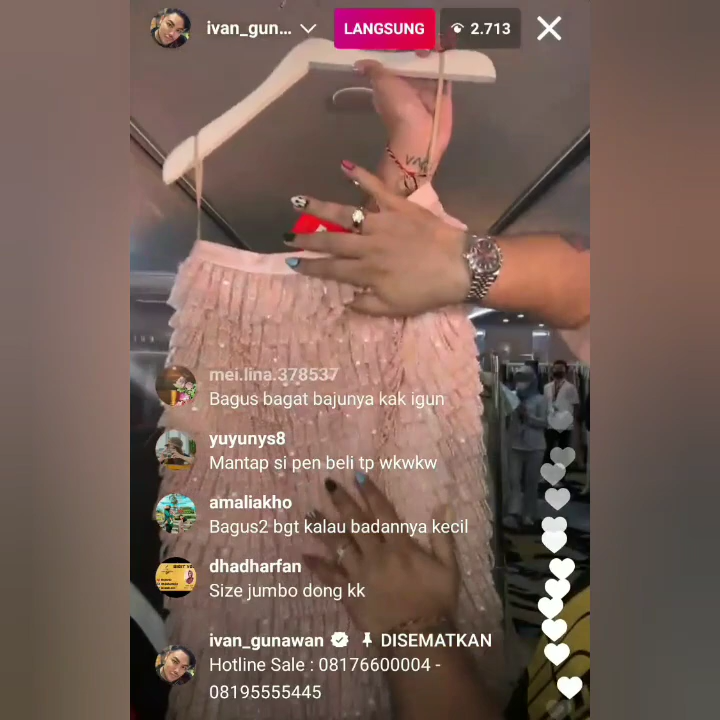 ivan_gun... LANGSUNG 2.713
mei.lina.378537
Bagus bagat bajunya kak igun
yuyunys8
Mantap si pen beli tp wkwkw
amaliakho
Bagus2 bgt kalau badannya kecil
dhadharfan
Size jumbo dong kk
ivan_gunawan DISEMATKAN
Hotline Sale : 08176600004 -
08195555445